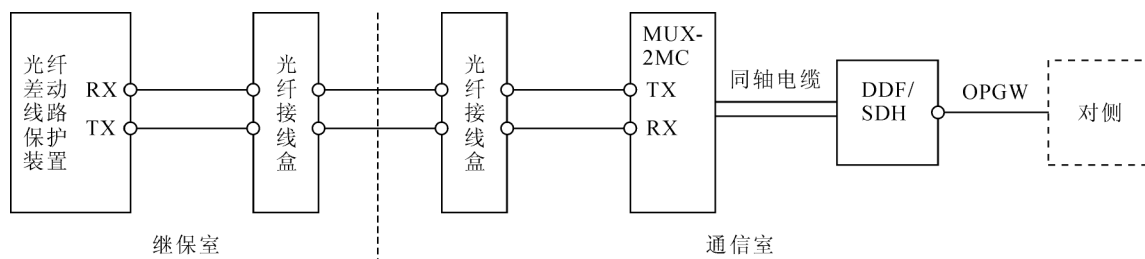 光纤
差动
线路
保护
装置
RX
TX
光纤接线盒
光纤接线盒
MUX-
2MC
TX
RX
同轴电缆
DDF/
SDH
OPGW
对侧
继保室
通信室